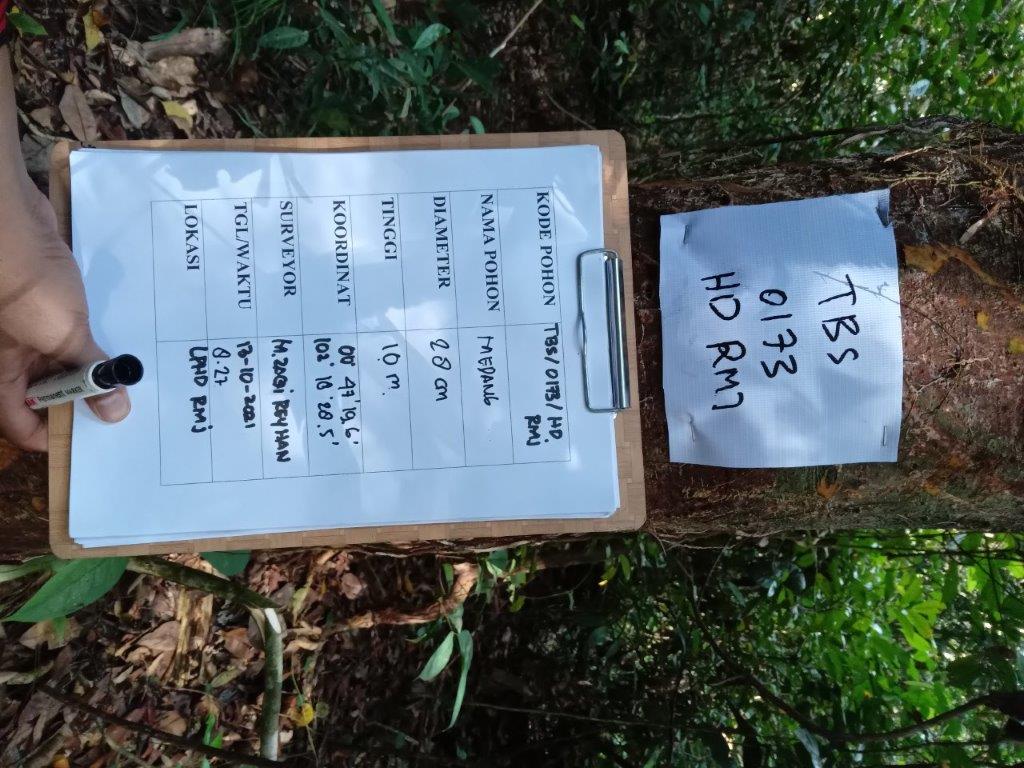 TBS
0173
HD RMJ
KODE POHON TBS/0173/HD
RMJ
NAMA POHON MEDANG
DIAMETER 28 cm
TINGGI 10 m.
KOORDINAT 00° 47' 19.6'
102° 18' 28.5'
SURVEYOR M. ZAQI REYHAN
TGL/WAKTU 13-10-2021
8.27
LOKASI LPHD RMJ